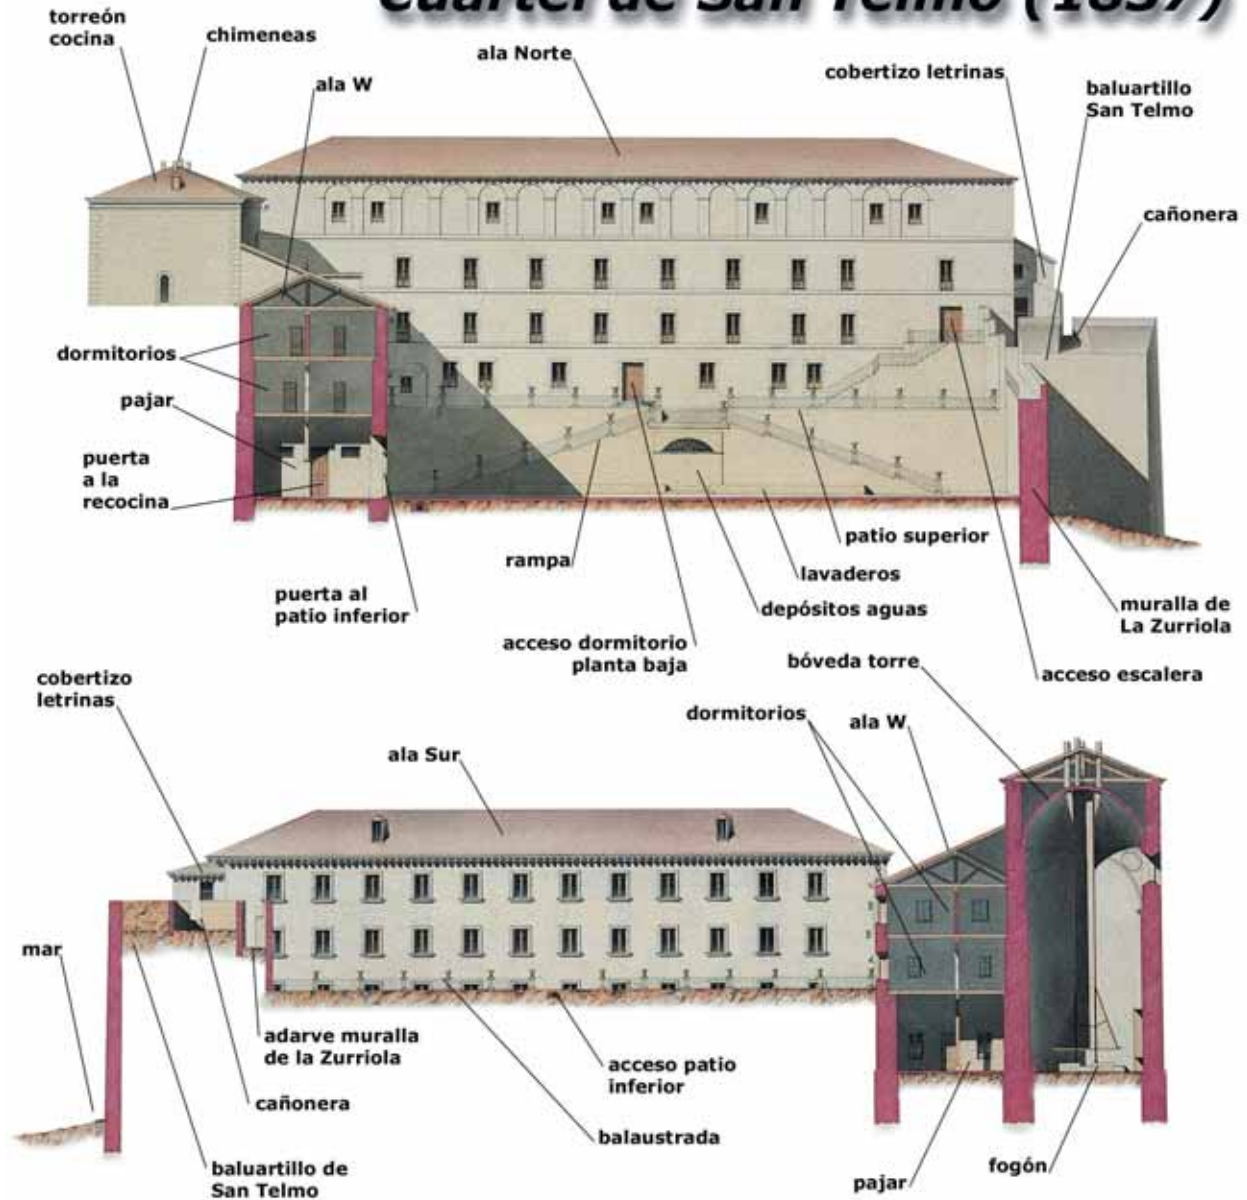 Cuartel de San Telmo (1837)
torreón
cocina
chimeneas
ala W
ala Norte
cobertizo letrinas
baluartillo
San Telmo
cañonera
dormitorios
pajar
puerta
a la
recocina
puerta al
patio inferior
rampa
acceso dormitorio
planta baja
patio superior
lavaderos
depósitos aguas
muralla de
La Zurriola
acceso escalera
cobertizo
letrinas
ala Sur
bóveda torre
dormitorios
ala W
mar
adarve muralla
de la Zurriola
cañonera
baluartillo de
San Telmo
acceso patio
inferior
balaustrada
pajar
fogón